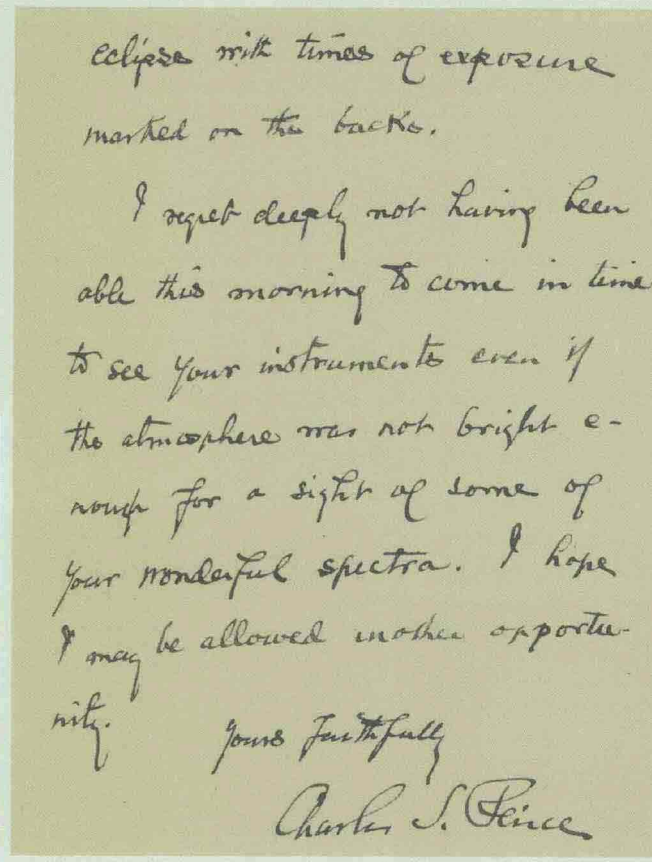 eclipse with times of exposure
marked on the backs.
I regret deeply not having been
able this morning to come in time
to see your instruments even if
the atmosphere was not bright e-
nough for a sight of some of
your wonderful spectra. I hope
I may be allowed another opportu-
nity.
Yours faithfully
Charles S. Peirce